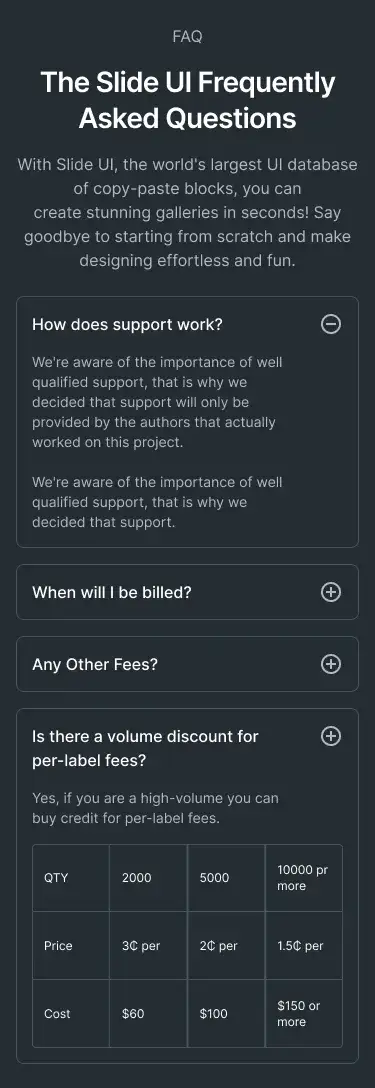 FAQ
The Slide UI Frequently
Asked Questions
With Slide UI, the world's largest UI database
of copy-paste blocks, you can
create stunning galleries in seconds! Say
goodbye to starting from scratch and make
designing effortless and fun.
How does support work?
We're aware of the importance of well
qualified support, that is why we
decided that support will only be
provided by the authors that actually
worked on this project.
We're aware of the importance of well
qualified support, that is why we
decided that support.
When will I be billed?
Any Other Fees?
Is there a volume discount for
per-label fees?
Yes, if you are a high-volume you can
buy credit for per-label fees.
QTY 2000 5000 10000 pr
more
Price 3₵ per 2₵ per 1.5₵ per
Cost $60 $100 $150 or
more